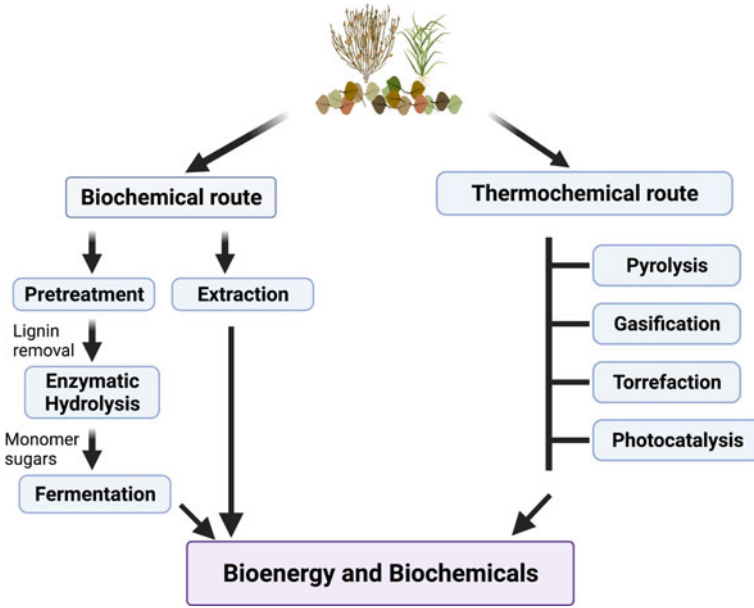 Biochemical route
Thermochemical route
Pretreatment
Extraction
Lignin
removal
Enzymatic
Hydrolysis
Monomer
sugars
Fermentation
Pyrolysis
Gasification
Torrefaction
Photocatalysis
Bioenergy and Biochemicals